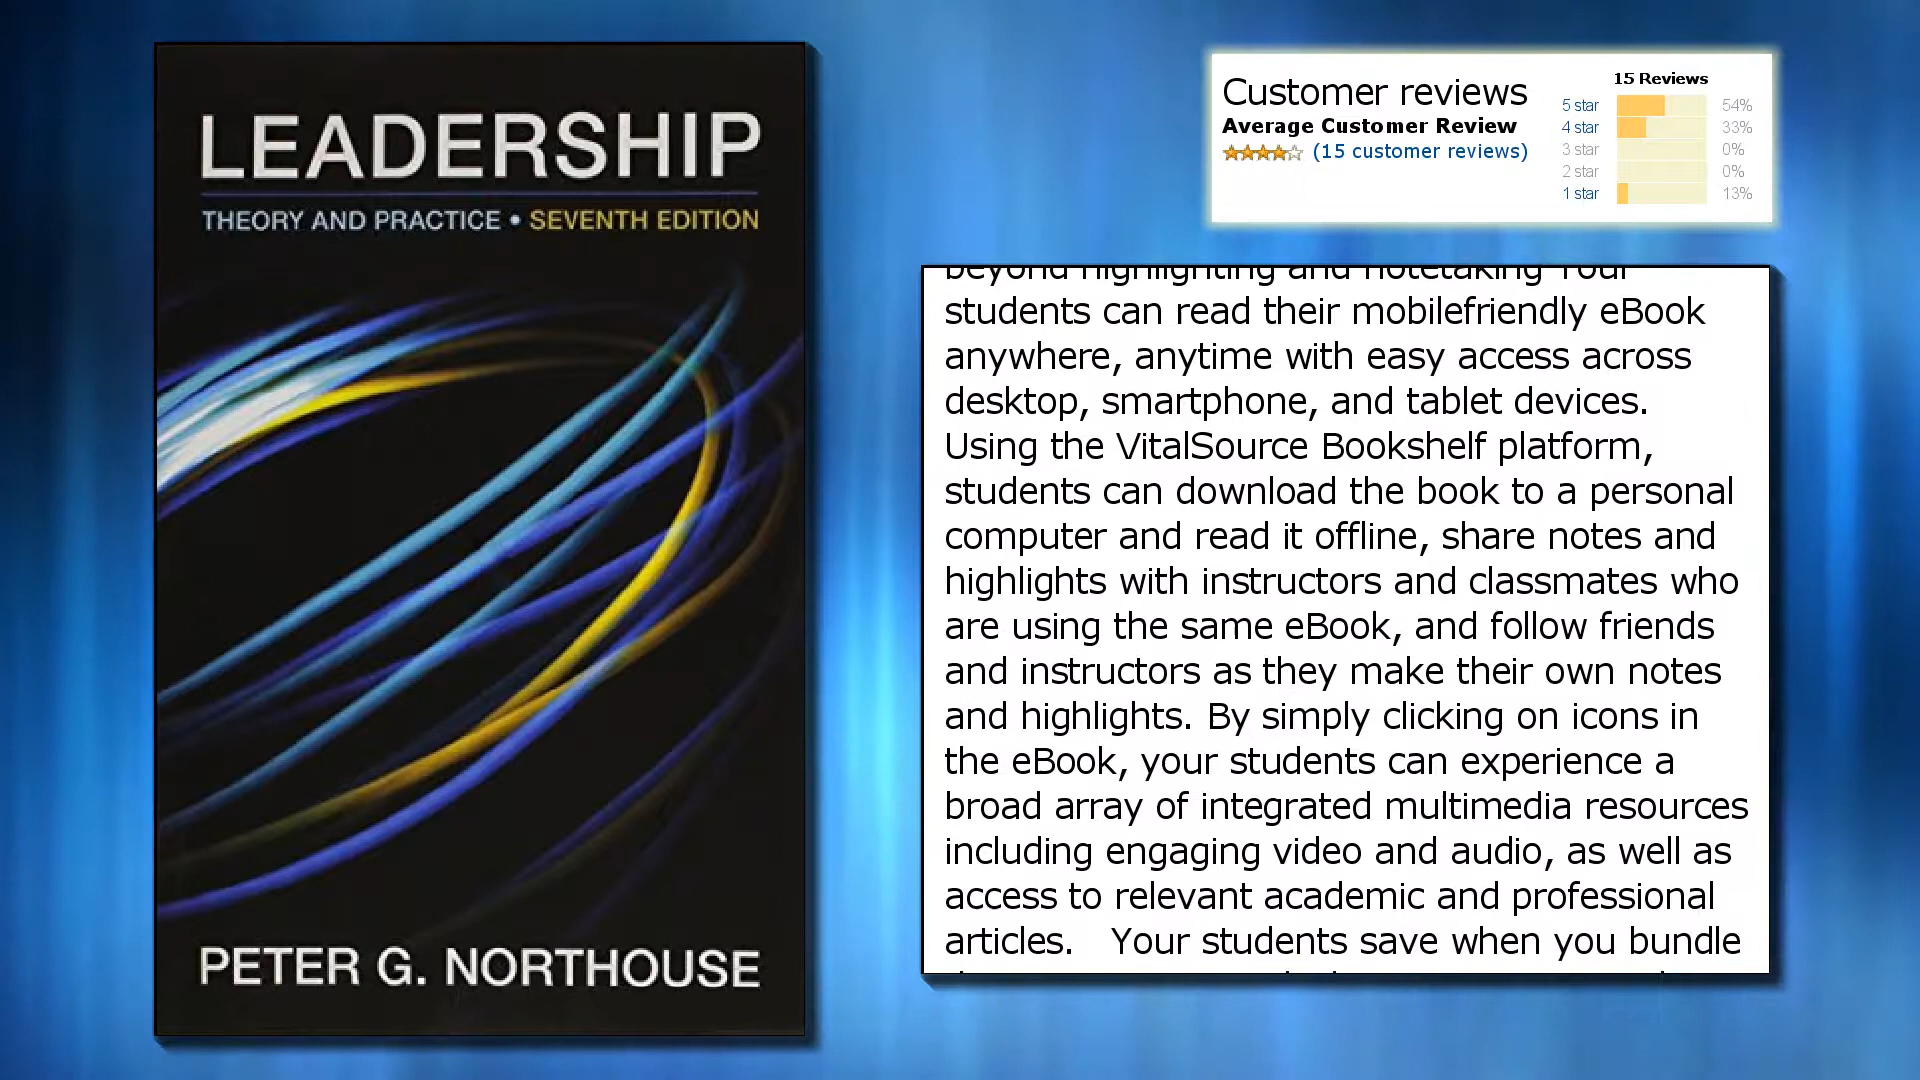 LEADERSHIP
THEORY AND PRACTICE • SEVENTH EDITION
PETER G. NORTHOUSE
Customer reviews
Average Customer Review
(15 customer reviews)
15 Reviews
5 star 54%
4 star 33%
3 star 0%
2 star 0%
1 star 13%
beyond highlighting and notetaking Your
students can read their mobilefriendly eBook
anywhere, anytime with easy access across
desktop, smartphone, and tablet devices.
Using the VitalSource Bookshelf platform,
students can download the book to a personal
computer and read it offline, share notes and
highlights with instructors and classmates who
are using the same eBook, and follow friends
and instructors as they make their own notes
and highlights. By simply clicking on icons in
the eBook, your students can experience a
broad array of integrated multimedia resources
including engaging video and audio, as well as
access to relevant academic and professional
articles.   Your students save when you bundle